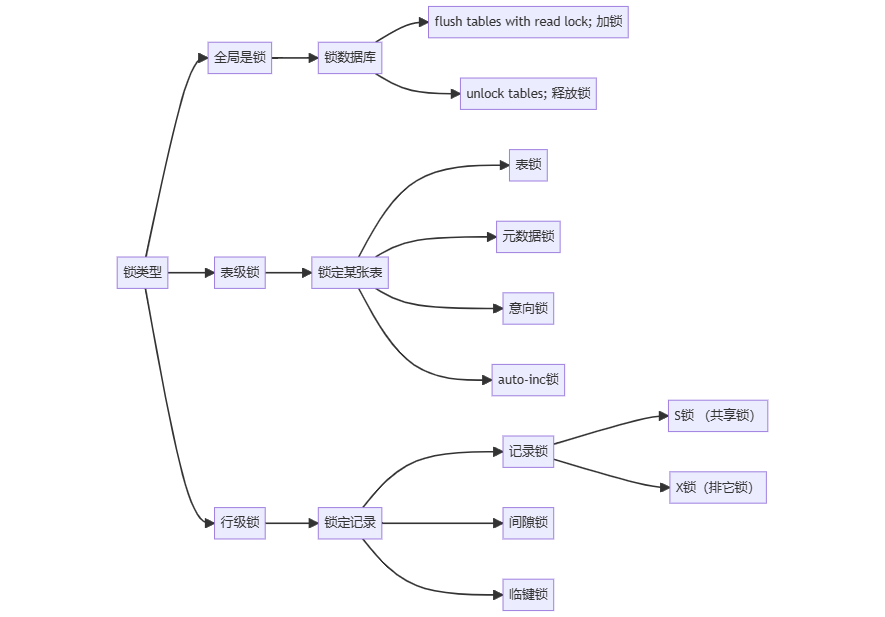 flush tables with read lock; 加锁
全局是锁
锁数据库
unlock tables; 释放锁
表锁
元数据锁
锁类型
表级锁
锁定某张表
意向锁
auto-inc锁
S锁 （共享锁）
记录锁
X锁（排它锁）
行级锁
锁定记录
间隙锁
临键锁